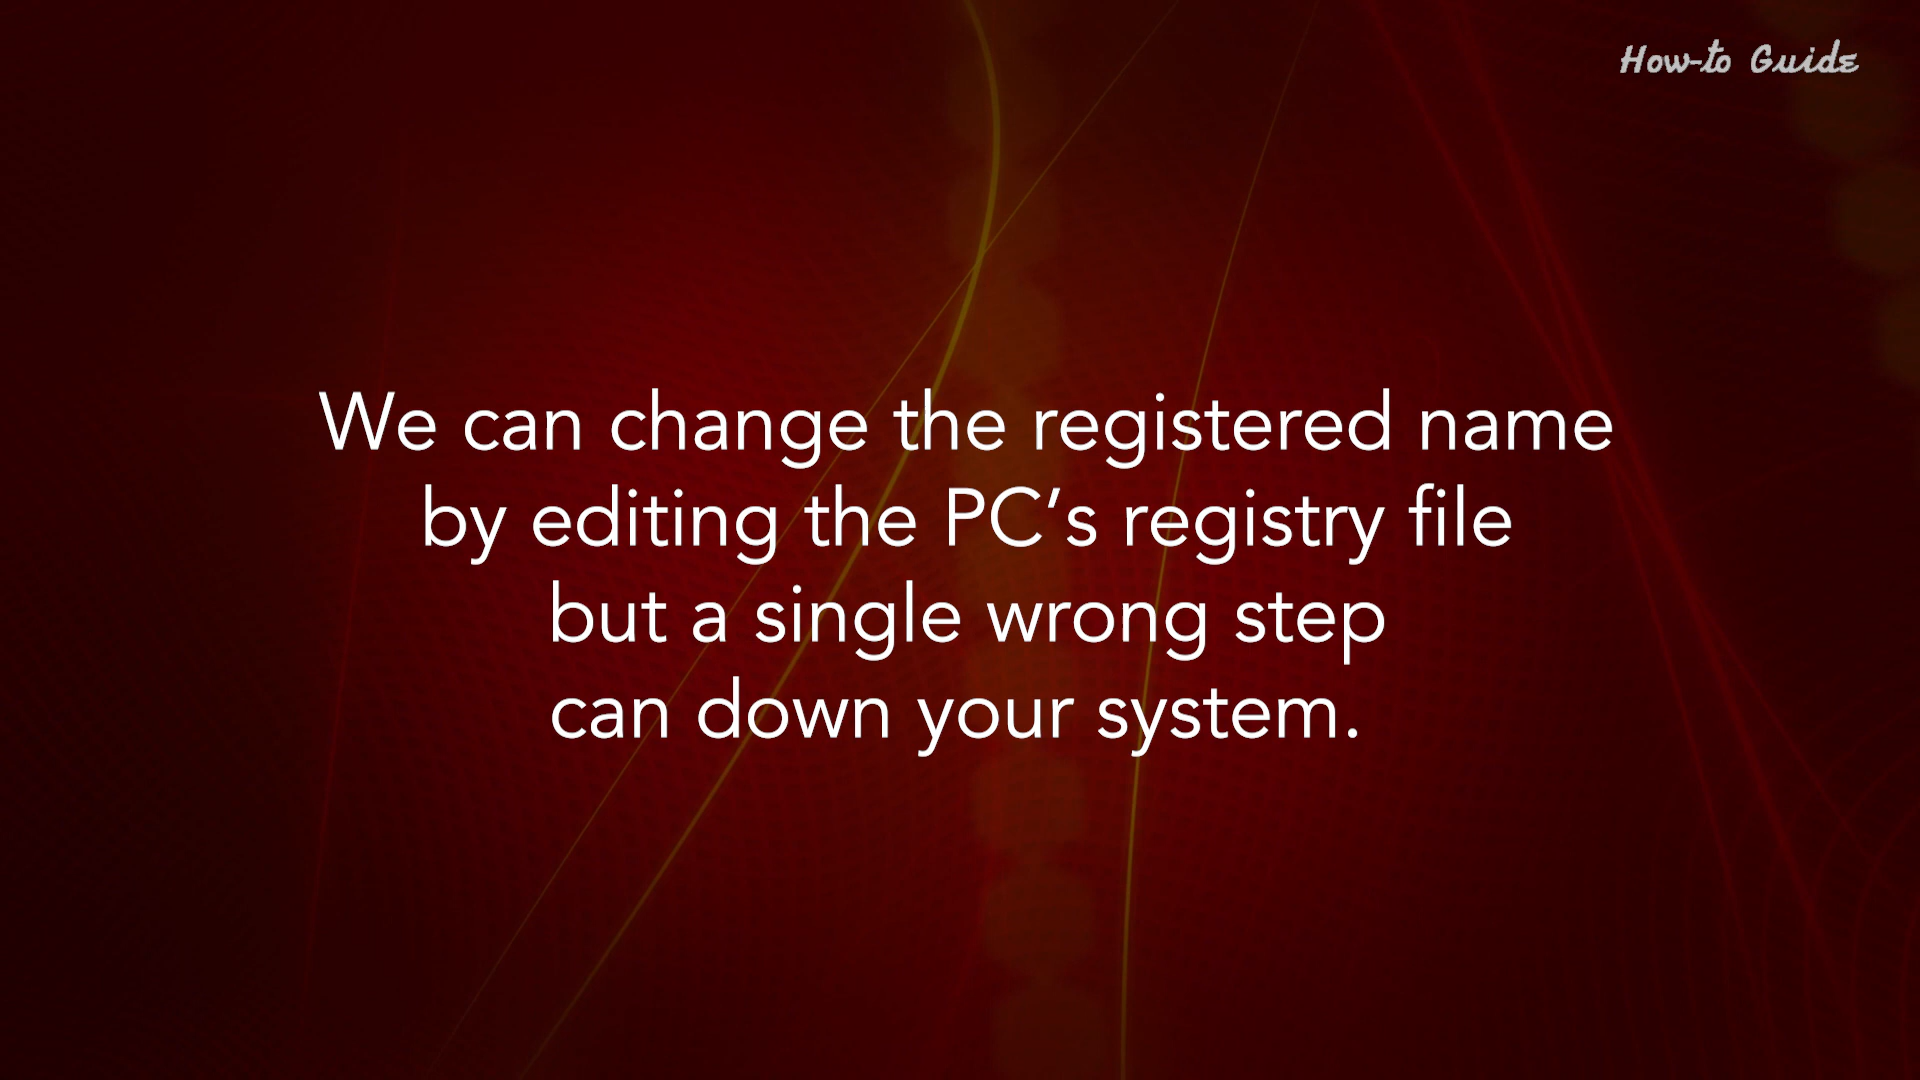 How-to Guide
We can change the registered name
by editing the PC’s registry file
but a single wrong step
can down your system.